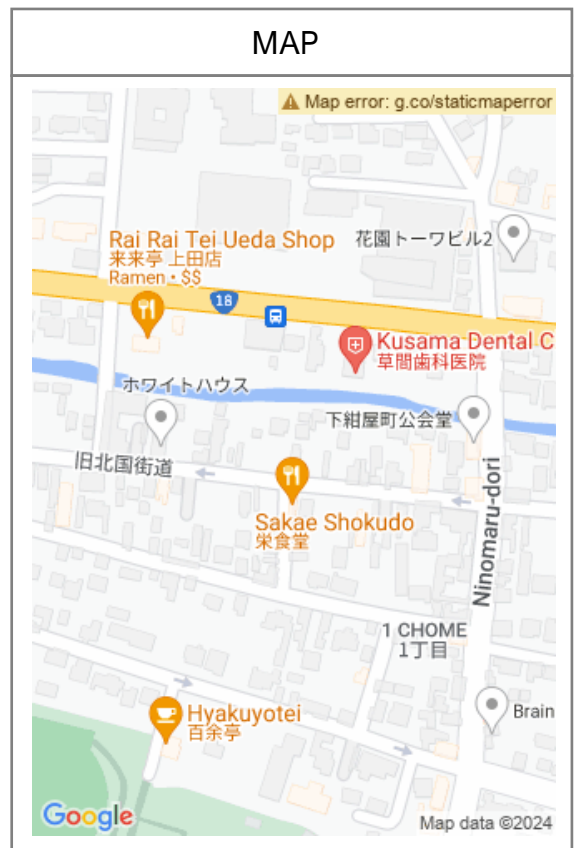 MAP
Map error: g.co/staticmaperror
Rai Rai Tei Ueda Shop
来来亭 上田店
Ramen • $$
花園トーワビル2
18
Kusama Dental C
草間歯科医院
ホワイトハウス
下紺屋町公会堂
旧北国街道
Sakae Shokudo
栄食堂
Ninomaru-dori
1 CHOME
1丁目
Hyakuyotei
百余亭
Brain
Google
Map data ©2024